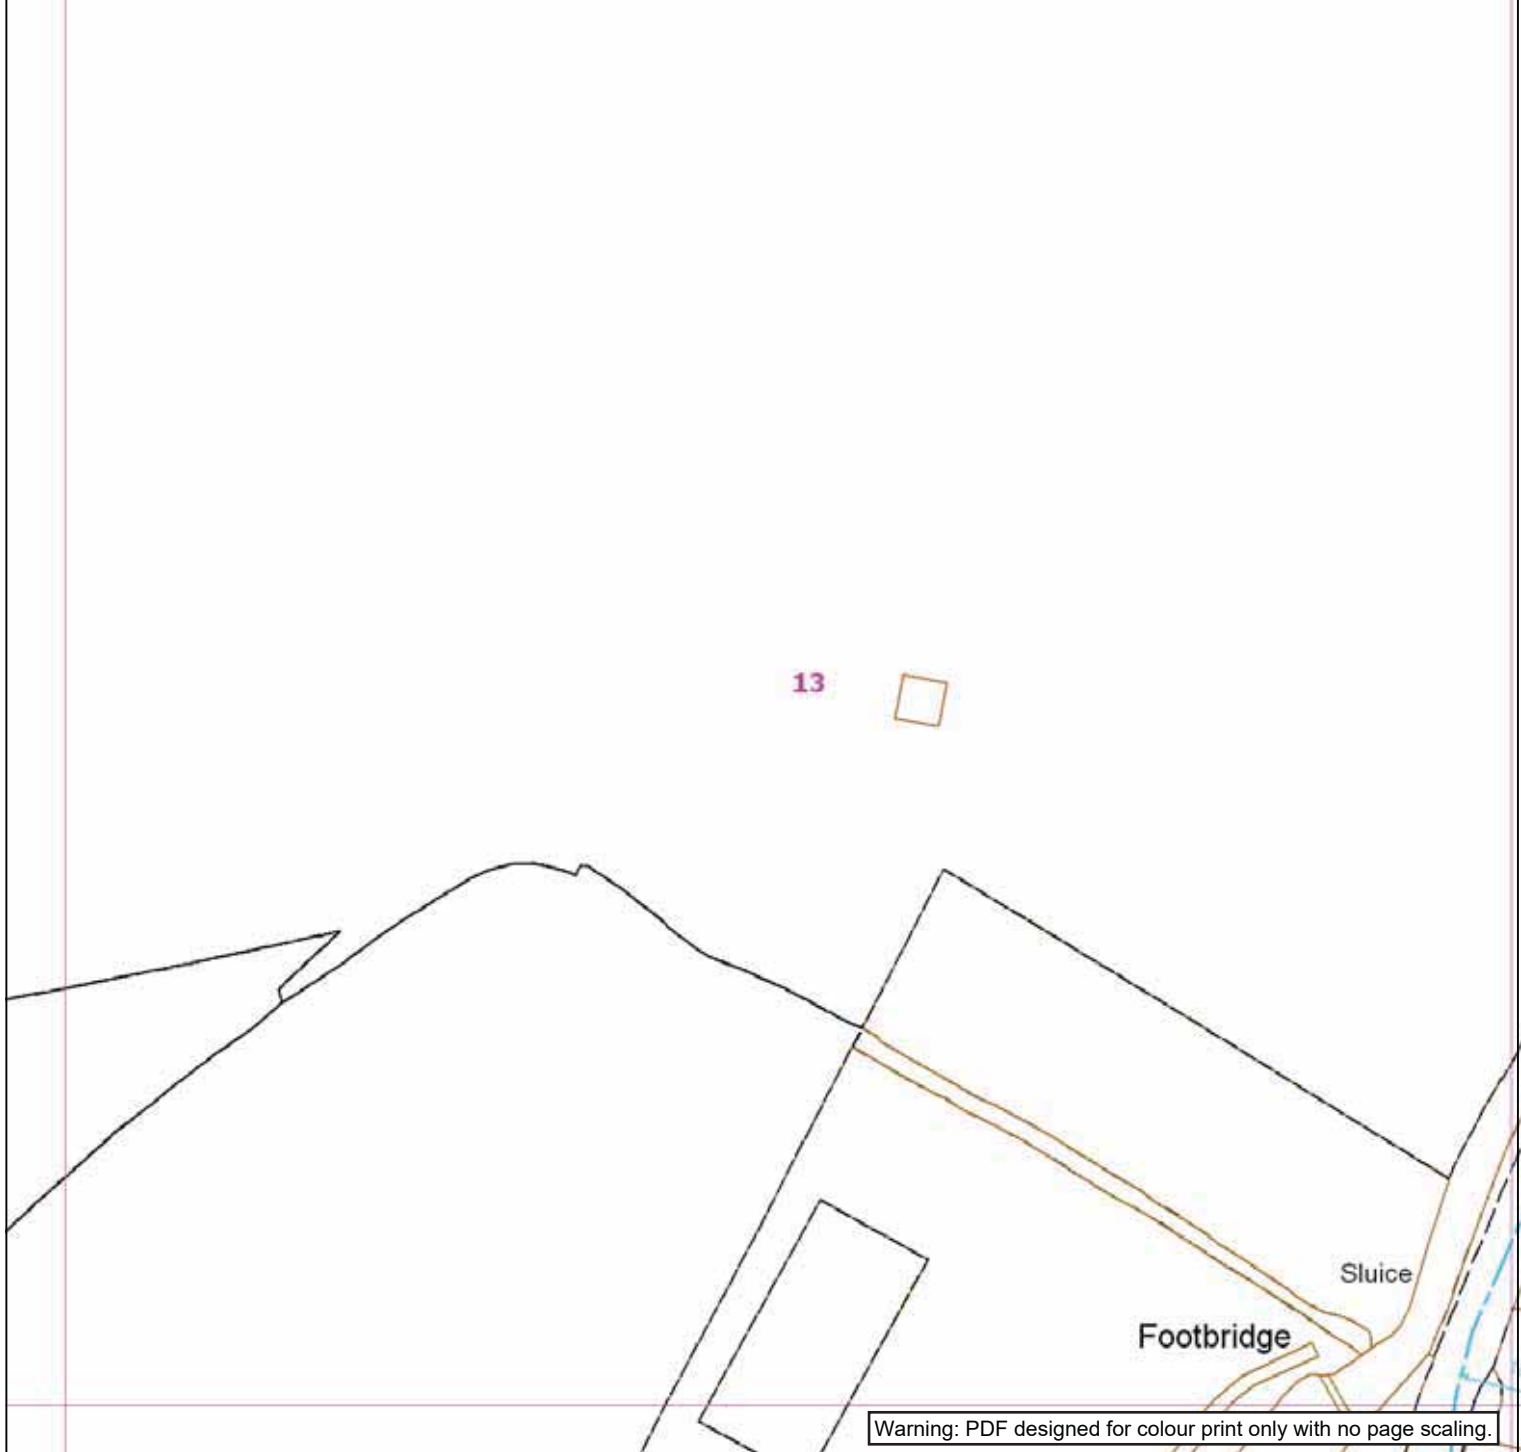 13
Sluice
Footbridge
Warning: PDF designed for colour print only with no page scaling.